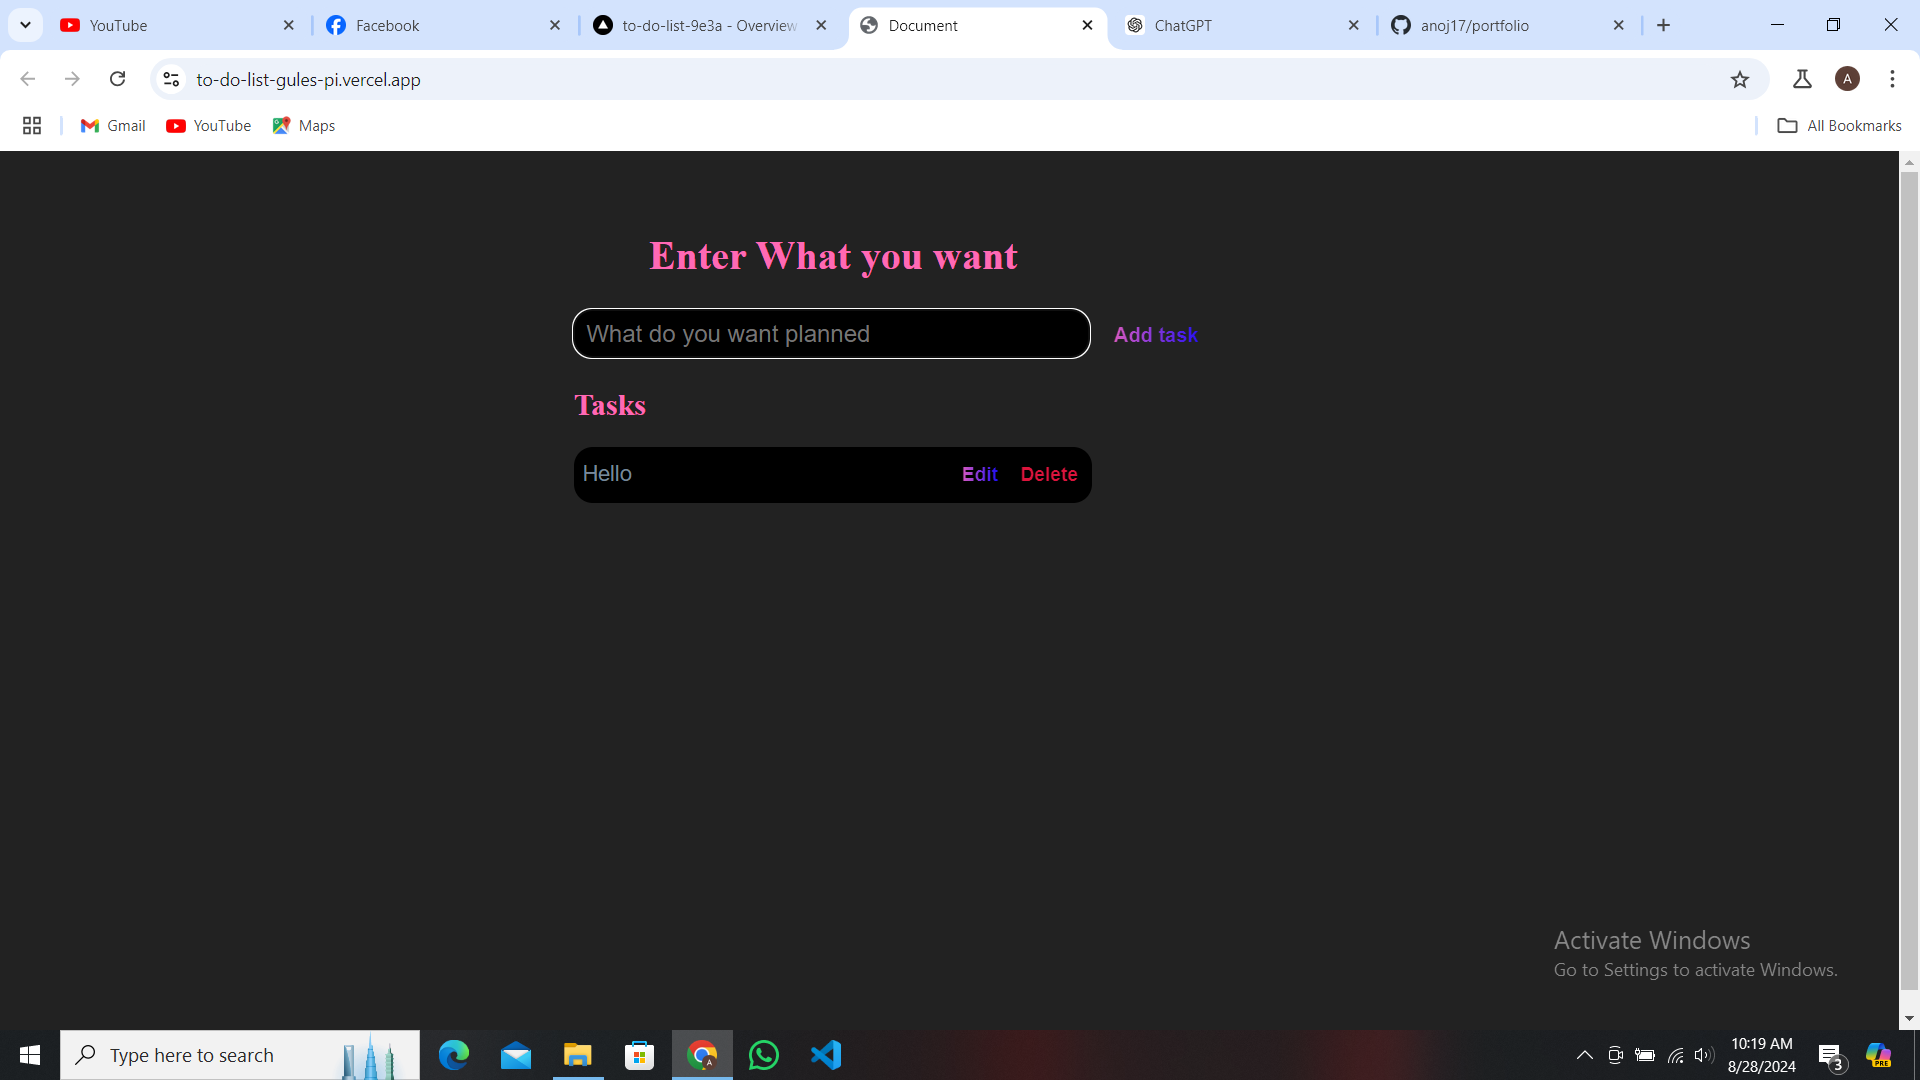 YouTube
Facebook
to-do-list-9e3a - Overview
Document
ChatGPT
anoj17/portfolio
to-do-list-gules-pi.vercel.app
A
Gmail
YouTube
Maps
All Bookmarks
Enter What you want
What do you want planned
Add task
Tasks
Hello
Edit
Delete
Activate Windows
Go to Settings to activate Windows.
Type here to search
A
10:19 AM
8/28/2024
3
PRE